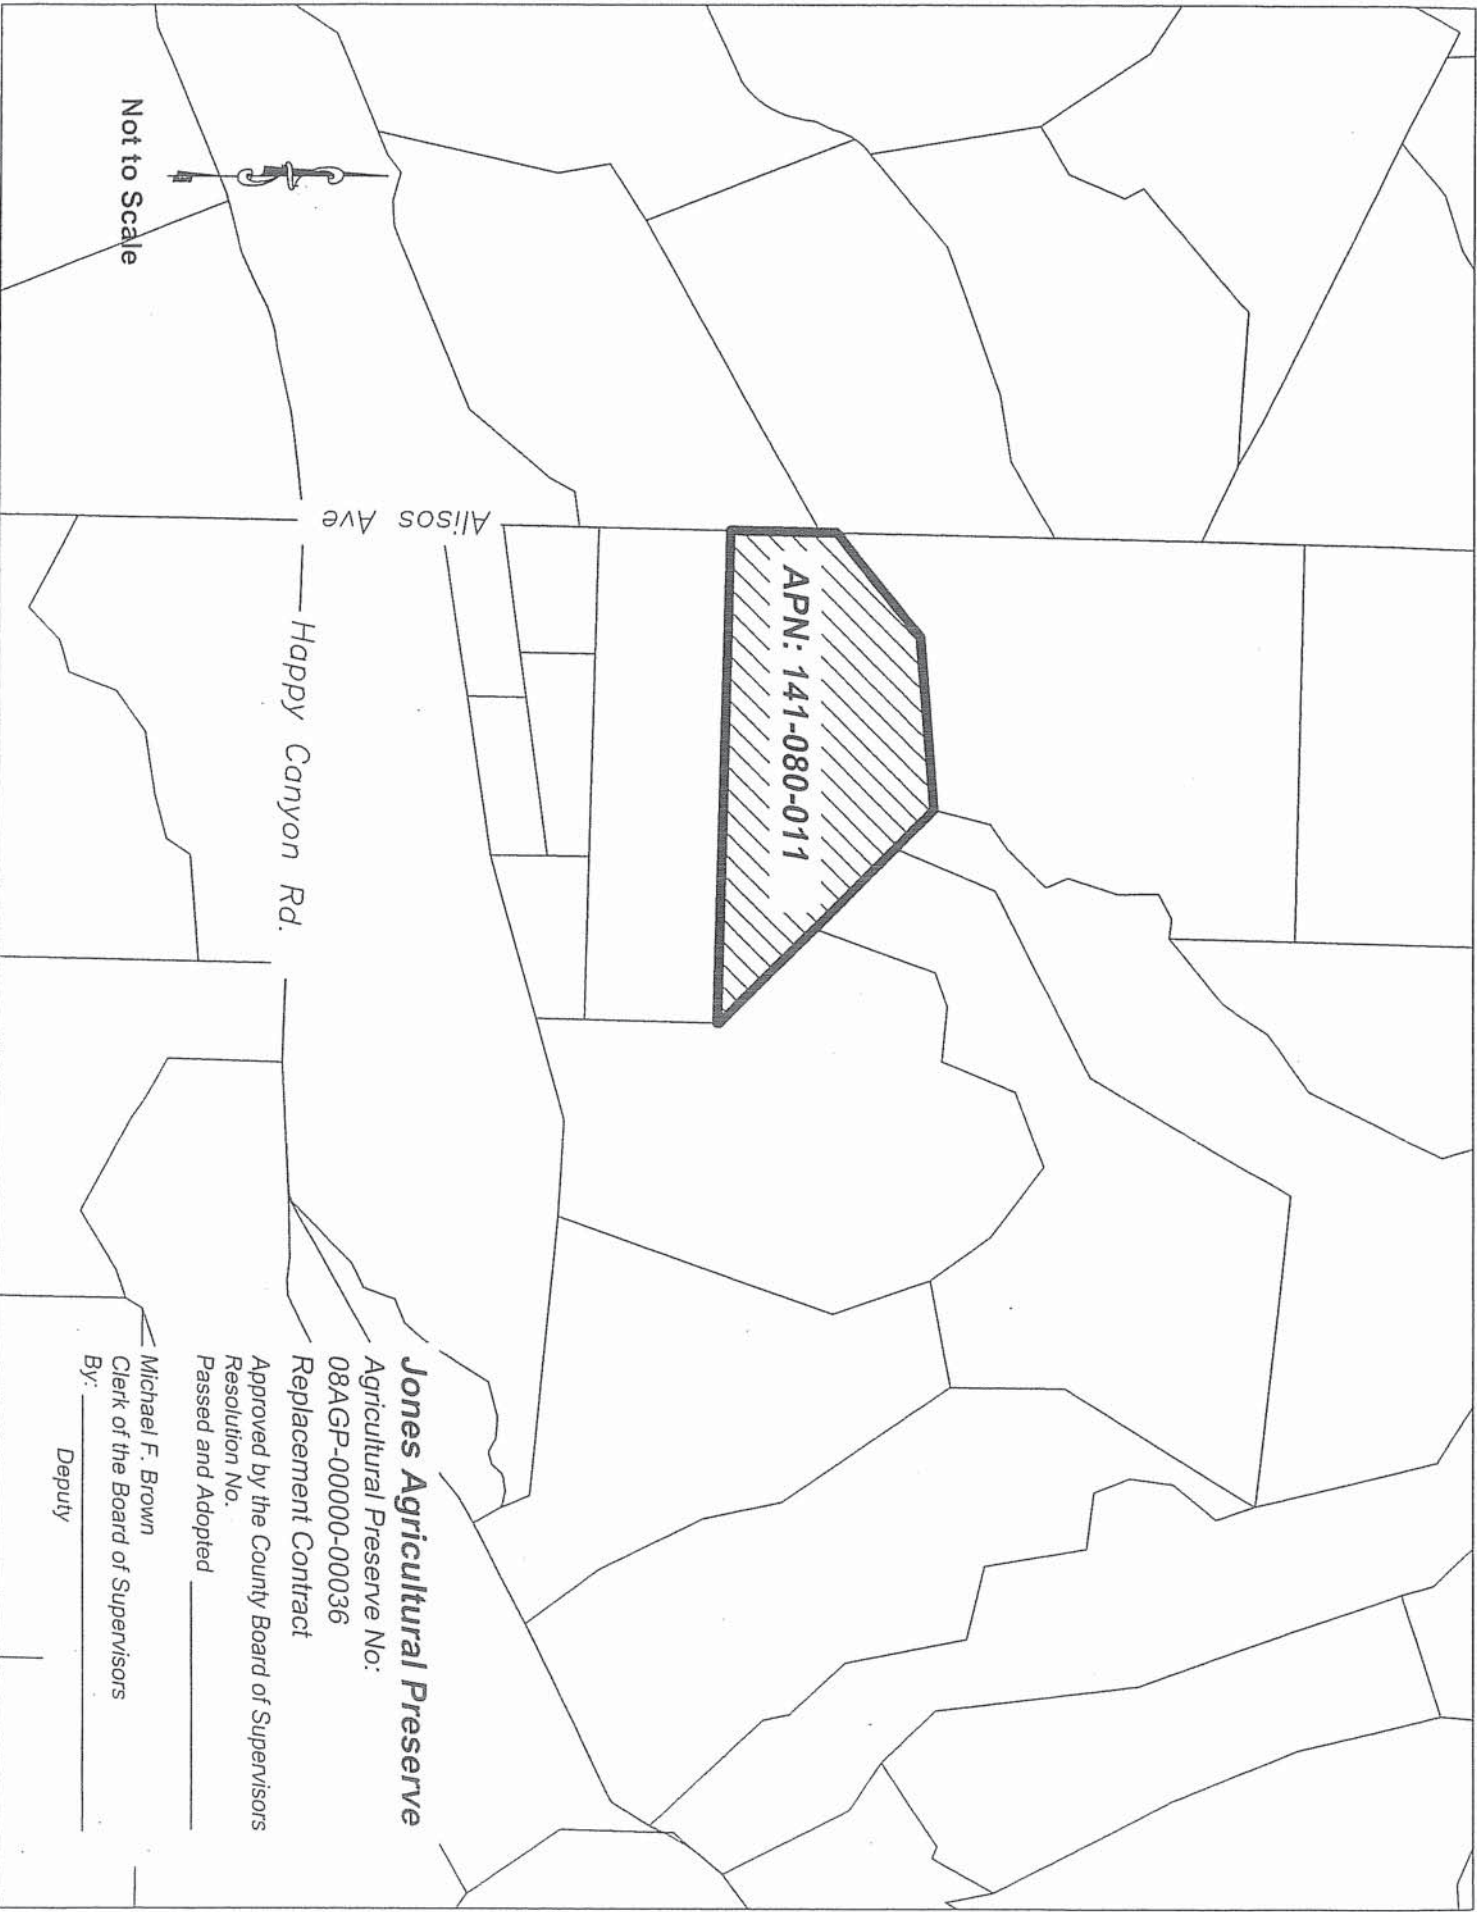 APN: 141-080-011
Alisos Ave
Happy Canyon Rd.
Not to Scale
Jones Agricultural Preserve
Agricultural Preserve No:
08AGP-00000-00036
Replacement Contract
Approved by the County Board of Supervisors
Resolution No.
Passed and Adopted
Michael F. Brown
Clerk of the Board of Supervisors
By:
Deputy